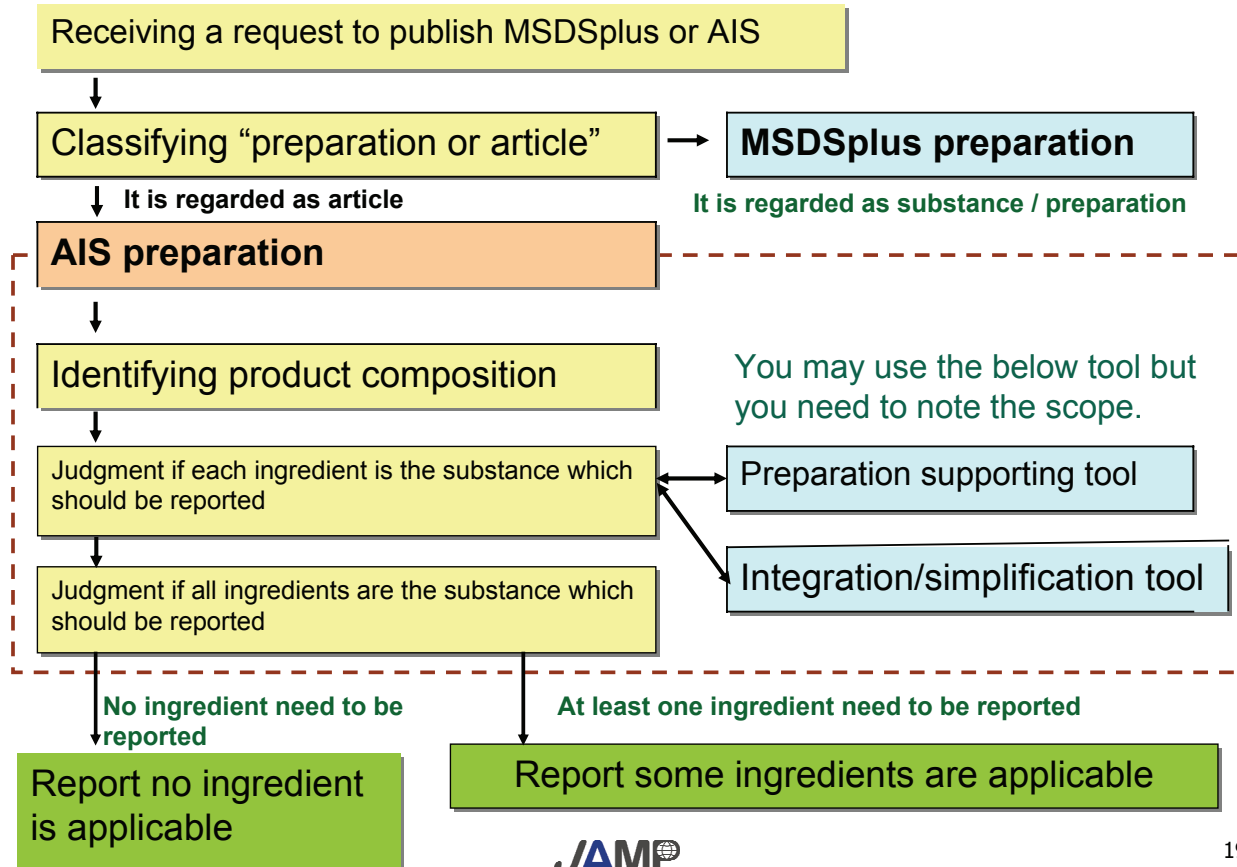 Receiving a request to publish MSDSplus or AIS
Classifying “preparation or article”
MSDSplus preparation
It is regarded as article
It is regarded as substance / preparation
AIS preparation
Identifying product composition
You may use the below tool but
you need to note the scope.
Judgment if each ingredient is the substance which
should be reported
Preparation supporting tool
Integration/simplification tool
Judgment if all ingredients are the substance which
should be reported
No ingredient need to be
reported
At least one ingredient need to be reported
Report no ingredient
is applicable
Report some ingredients are applicable
JAMP
19